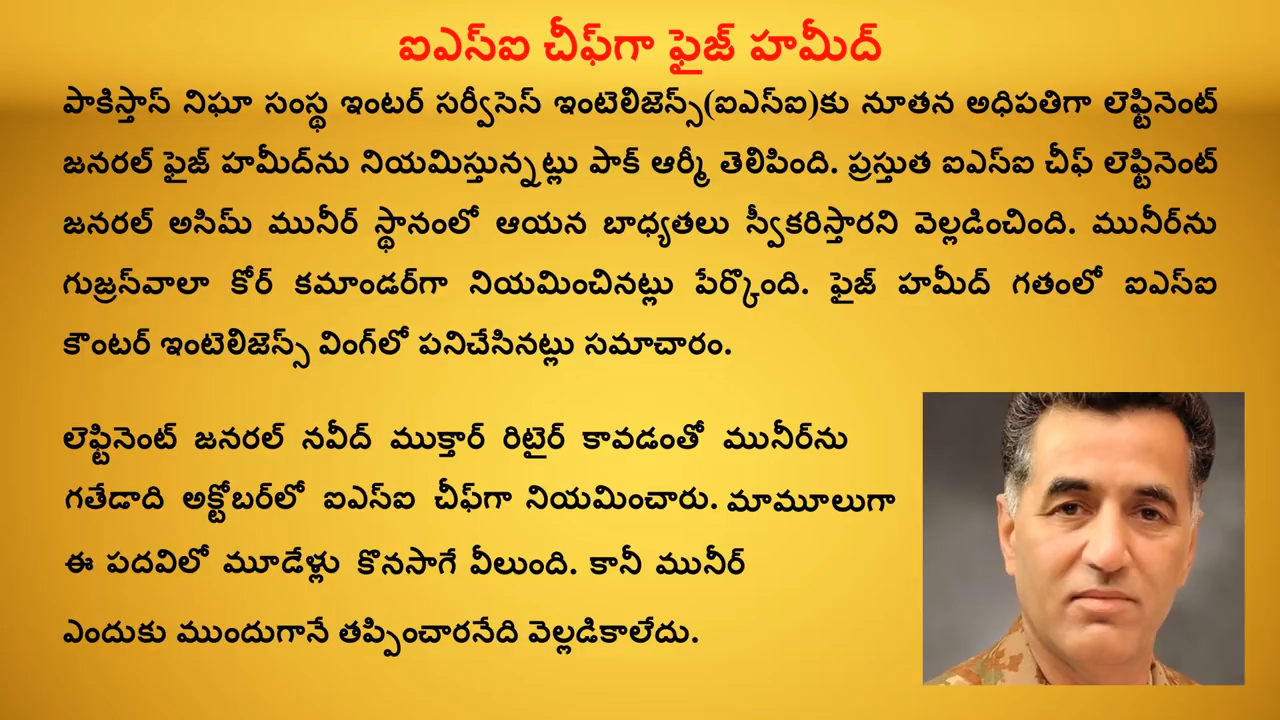 ఐఎస్ఐ చీఫ్‌గా ఫైజ్ హమీద్
పాకిస్తాన్ నిఘా సంస్థ ఇంటర్ సర్వీసెస్ ఇంటెలిజెన్స్(ఐఎస్ఐ)కు నూతన అధిపతిగా లెఫ్టినెంట్
జనరల్ ఫైజ్ హమీద్‌ను నియమిస్తున్నట్లు పాక్ ఆర్మీ తెలిపింది. ప్రస్తుత ఐఎస్ఐ చీఫ్ లెఫ్టినెంట్
జనరల్ అసిమ్ మునీర్ స్థానంలో ఆయన బాధ్యతలు స్వీకరిస్తారని వెల్లడించింది. మునీర్‌ను
గుజ్రన్‌వాలా కోర్ కమాండర్‌గా నియమించినట్లు పేర్కొంది. ఫైజ్ హమీద్ గతంలో ఐఎస్ఐ
కౌంటర్ ఇంటెలిజెన్స్ వింగ్‌లో పనిచేసినట్లు సమాచారం.
లెఫ్టినెంట్ జనరల్ నవీద్ ముక్తార్ రిటైర్ కావడంతో మునీర్‌ను
గతేడాది అక్టోబర్‌లో ఐఎస్ఐ చీఫ్‌గా నియమించారు. మామూలుగా
ఈ పదవిలో మూడేళ్లు కొనసాగే వీలుంది. కానీ మునీర్
ఎందుకు ముందుగానే తప్పించారనేది వెల్లడికాలేదు.